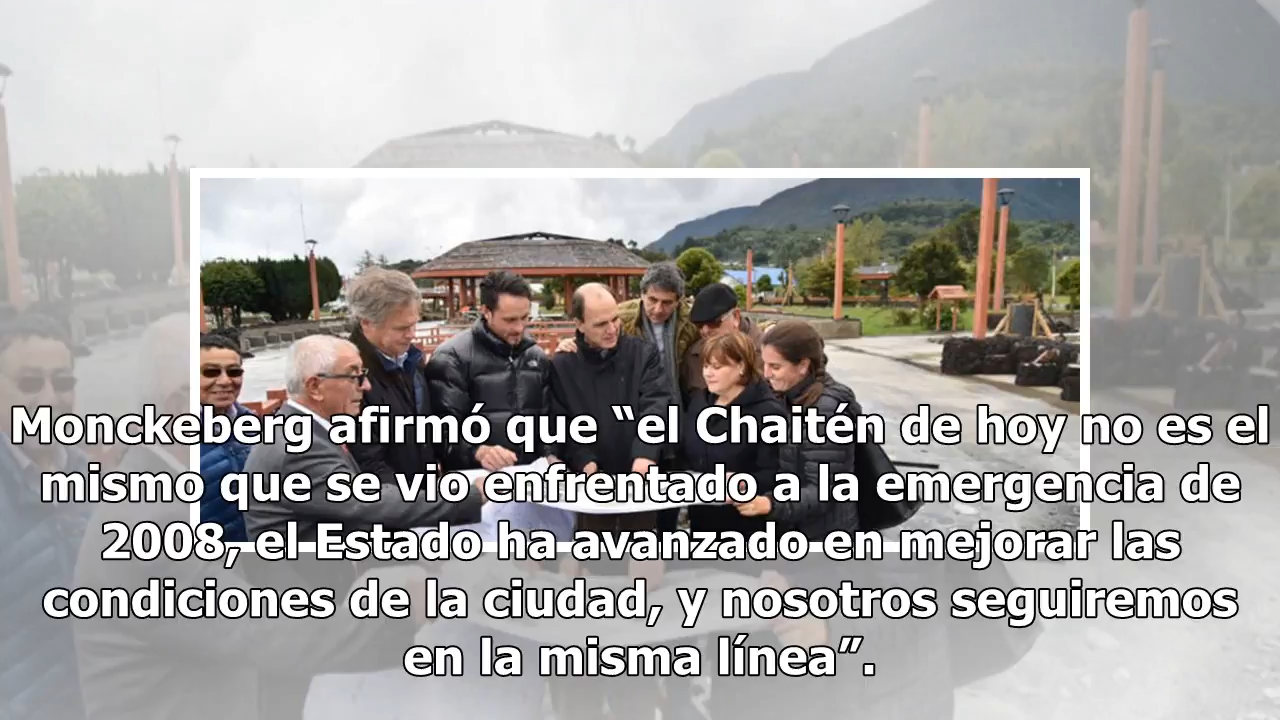 Monckeberg afirmó que “el Chaitén de hoy no es el
mismo que se vio enfrentado a la emergencia de
2008, el Estado ha avanzado en mejorar las
condiciones de la ciudad, y nosotros seguiremos
en la misma línea”.